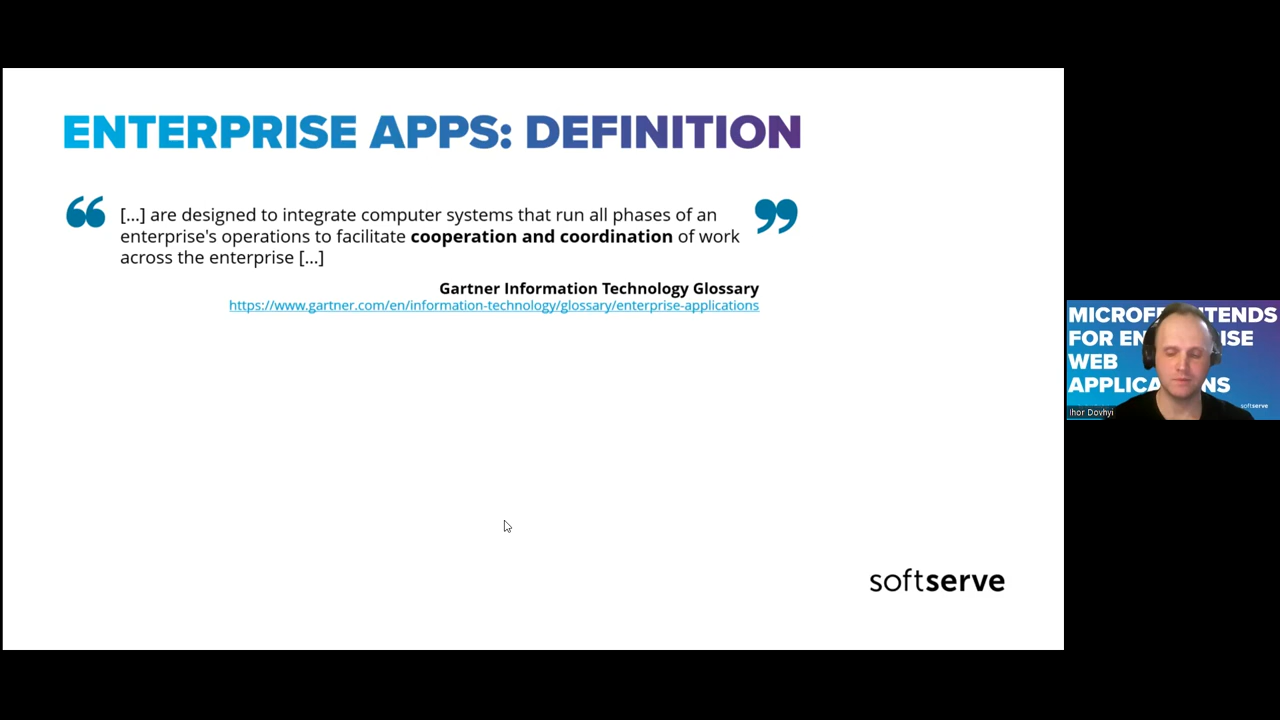 ENTERPRISE APPS: DEFINITION
“ [...] are designed to integrate computer systems that run all phases of an ”
enterprise's operations to facilitate cooperation and coordination of work
across the enterprise [...]
Gartner Information Technology Glossary
https://www.gartner.com/en/information-technology/glossary/enterprise-applications
softserve
MICROF NTENDS
FOR EN ISE
WEB
APPLICA NS
softserve
Ihor Dovhyi